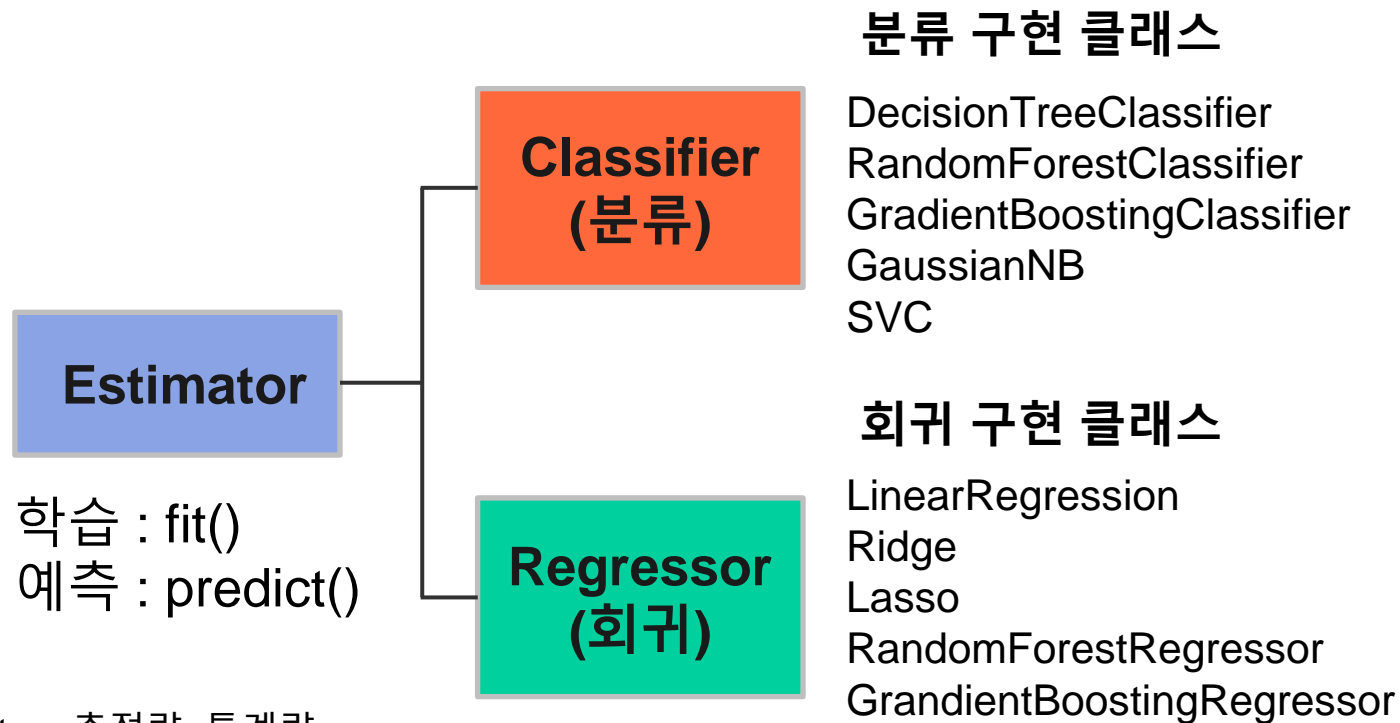 분류 구현 클래스
Classifier
(분류)
DecisionTreeClassifier
RandomForestClassifier
GradientBoostingClassifier
GaussianNB
SVC
Estimator
학습 : fit()
예측 : predict()
회귀 구현 클래스
Regressor
(회귀)
LinearRegression
Ridge
Lasso
RandomForestRegressor
GrandientBoostingRegressor